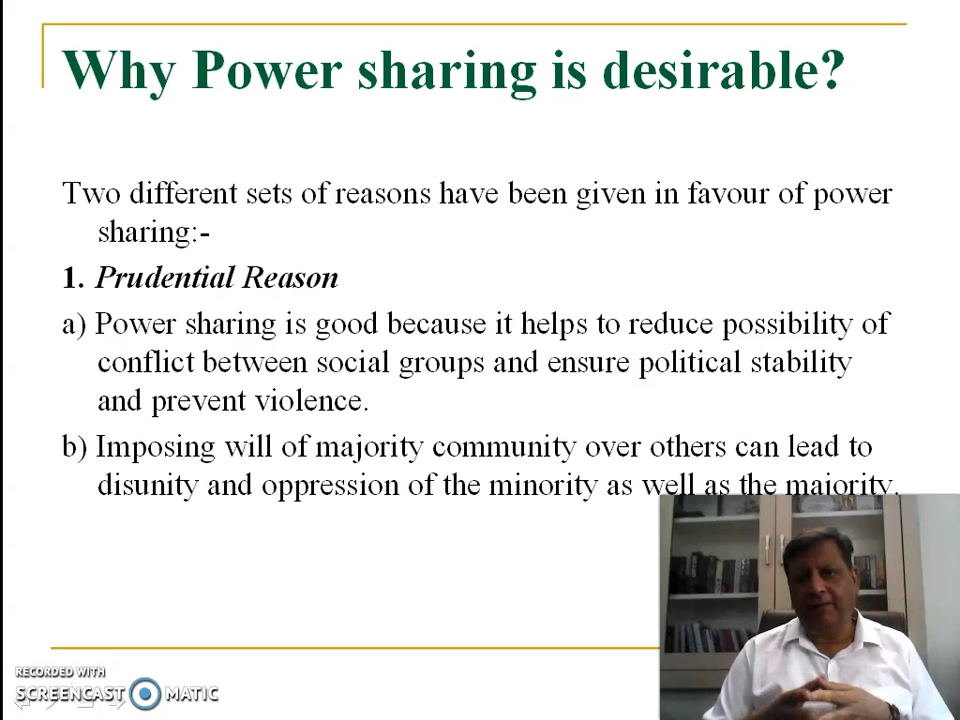 Why Power sharing is desirable?
Two different sets of reasons have been given in favour of power
sharing:-
1. Prudential Reason
a) Power sharing is good because it helps to reduce possibility of
conflict between social groups and ensure political stability
and prevent violence.
b) Imposing will of majority community over others can lead to
disunity and oppression of the minority as well as the majority.
RECORDED WITH
SCREENCAST MATIC